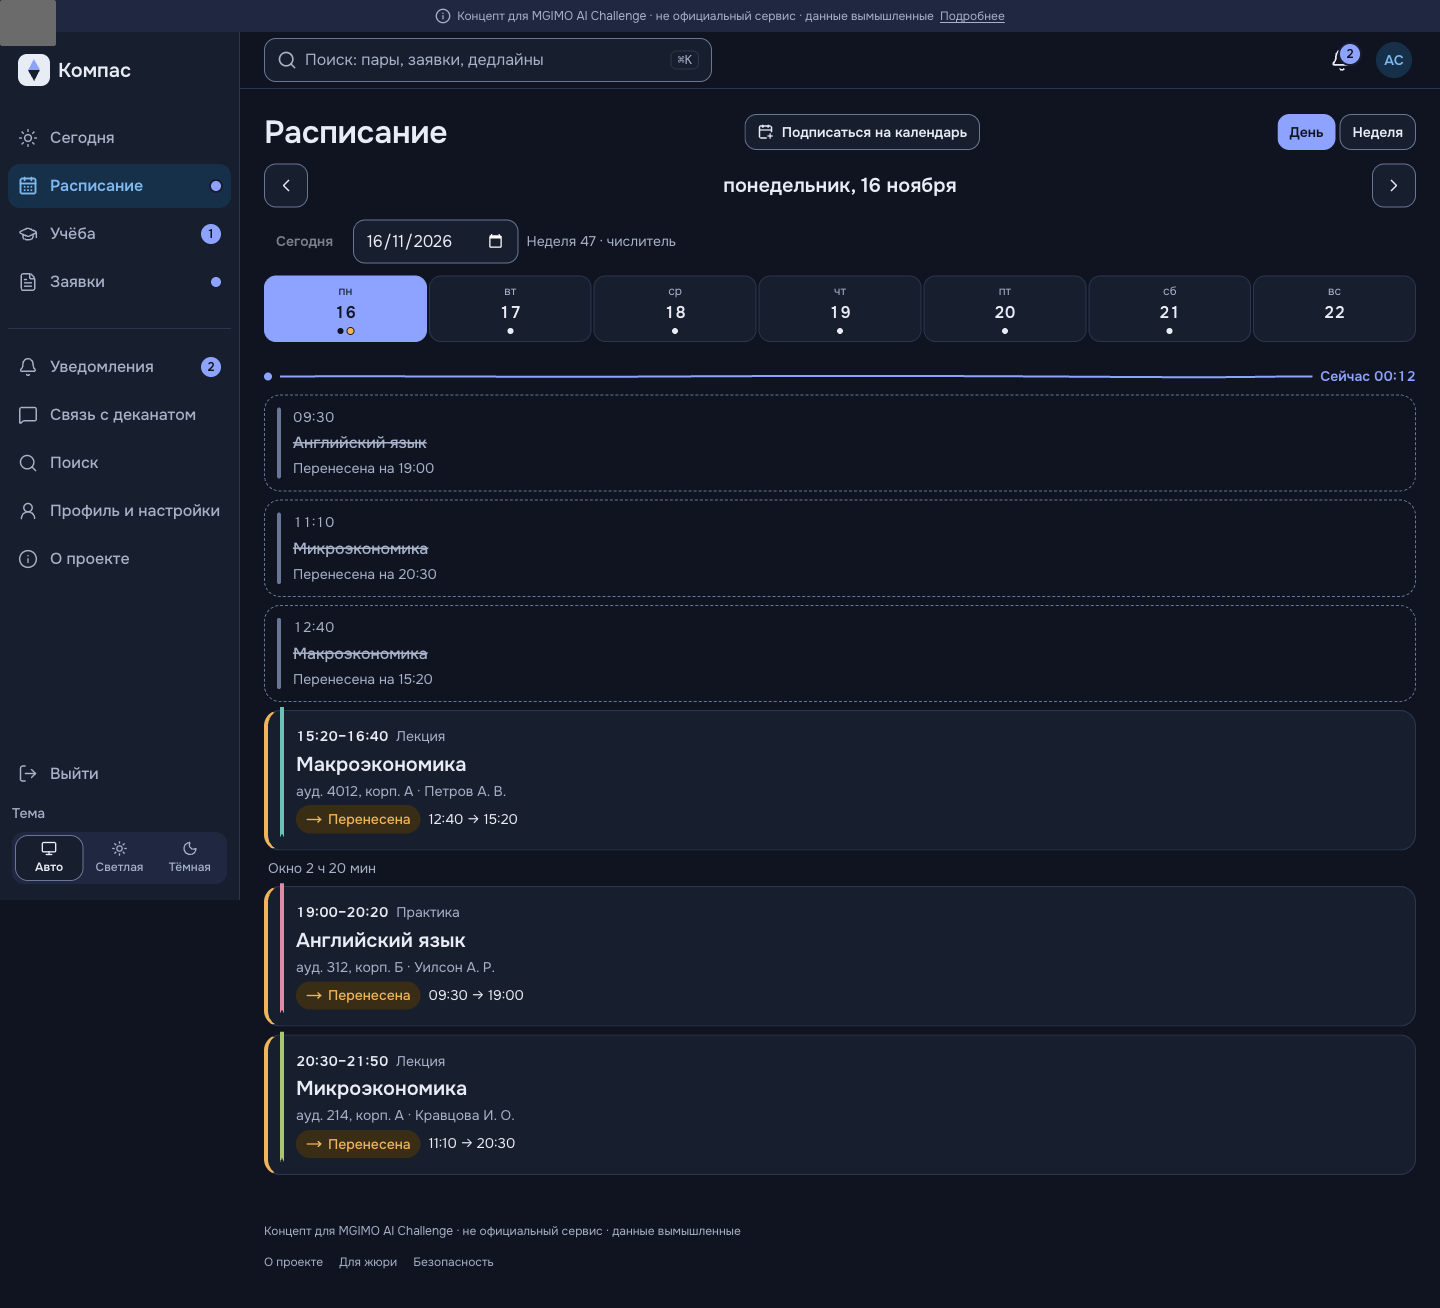 Концепт для MGIMO AI Challenge · не официальный сервис · данные вымышленные Подробнее
Компас
Поиск: пары, заявки, дедлайны ⌘K
2
АС
Сегодня
Расписание
Учёба 1
Заявки
Уведомления 2
Связь с деканатом
Поиск
Профиль и настройки
О проекте
Выйти
Тема
Авто Светлая Тёмная
Расписание
Подписаться на календарь
День Неделя
понедельник, 16 ноября
Сегодня 16/11/2026 Неделя 47 · числитель
пн вт ср чт пт сб вс
16 17 18 19 20 21 22
Сейчас 00:12
09:30
Английский язык
Перенесена на 19:00
11:10
Микроэкономика
Перенесена на 20:30
12:40
Макроэкономика
Перенесена на 15:20
15:20–16:40 Лекция
Макроэкономика
ауд. 4012, корп. А · Петров А. В.
Перенесена 12:40 → 15:20
Окно 2 ч 20 мин
19:00–20:20 Практика
Английский язык
ауд. 312, корп. Б · Уилсон А. Р.
Перенесена 09:30 → 19:00
20:30–21:50 Лекция
Микроэкономика
ауд. 214, корп. А · Кравцова И. О.
Перенесена 11:10 → 20:30
Концепт для MGIMO AI Challenge · не официальный сервис · данные вымышленные
О проекте Для жюри Безопасность